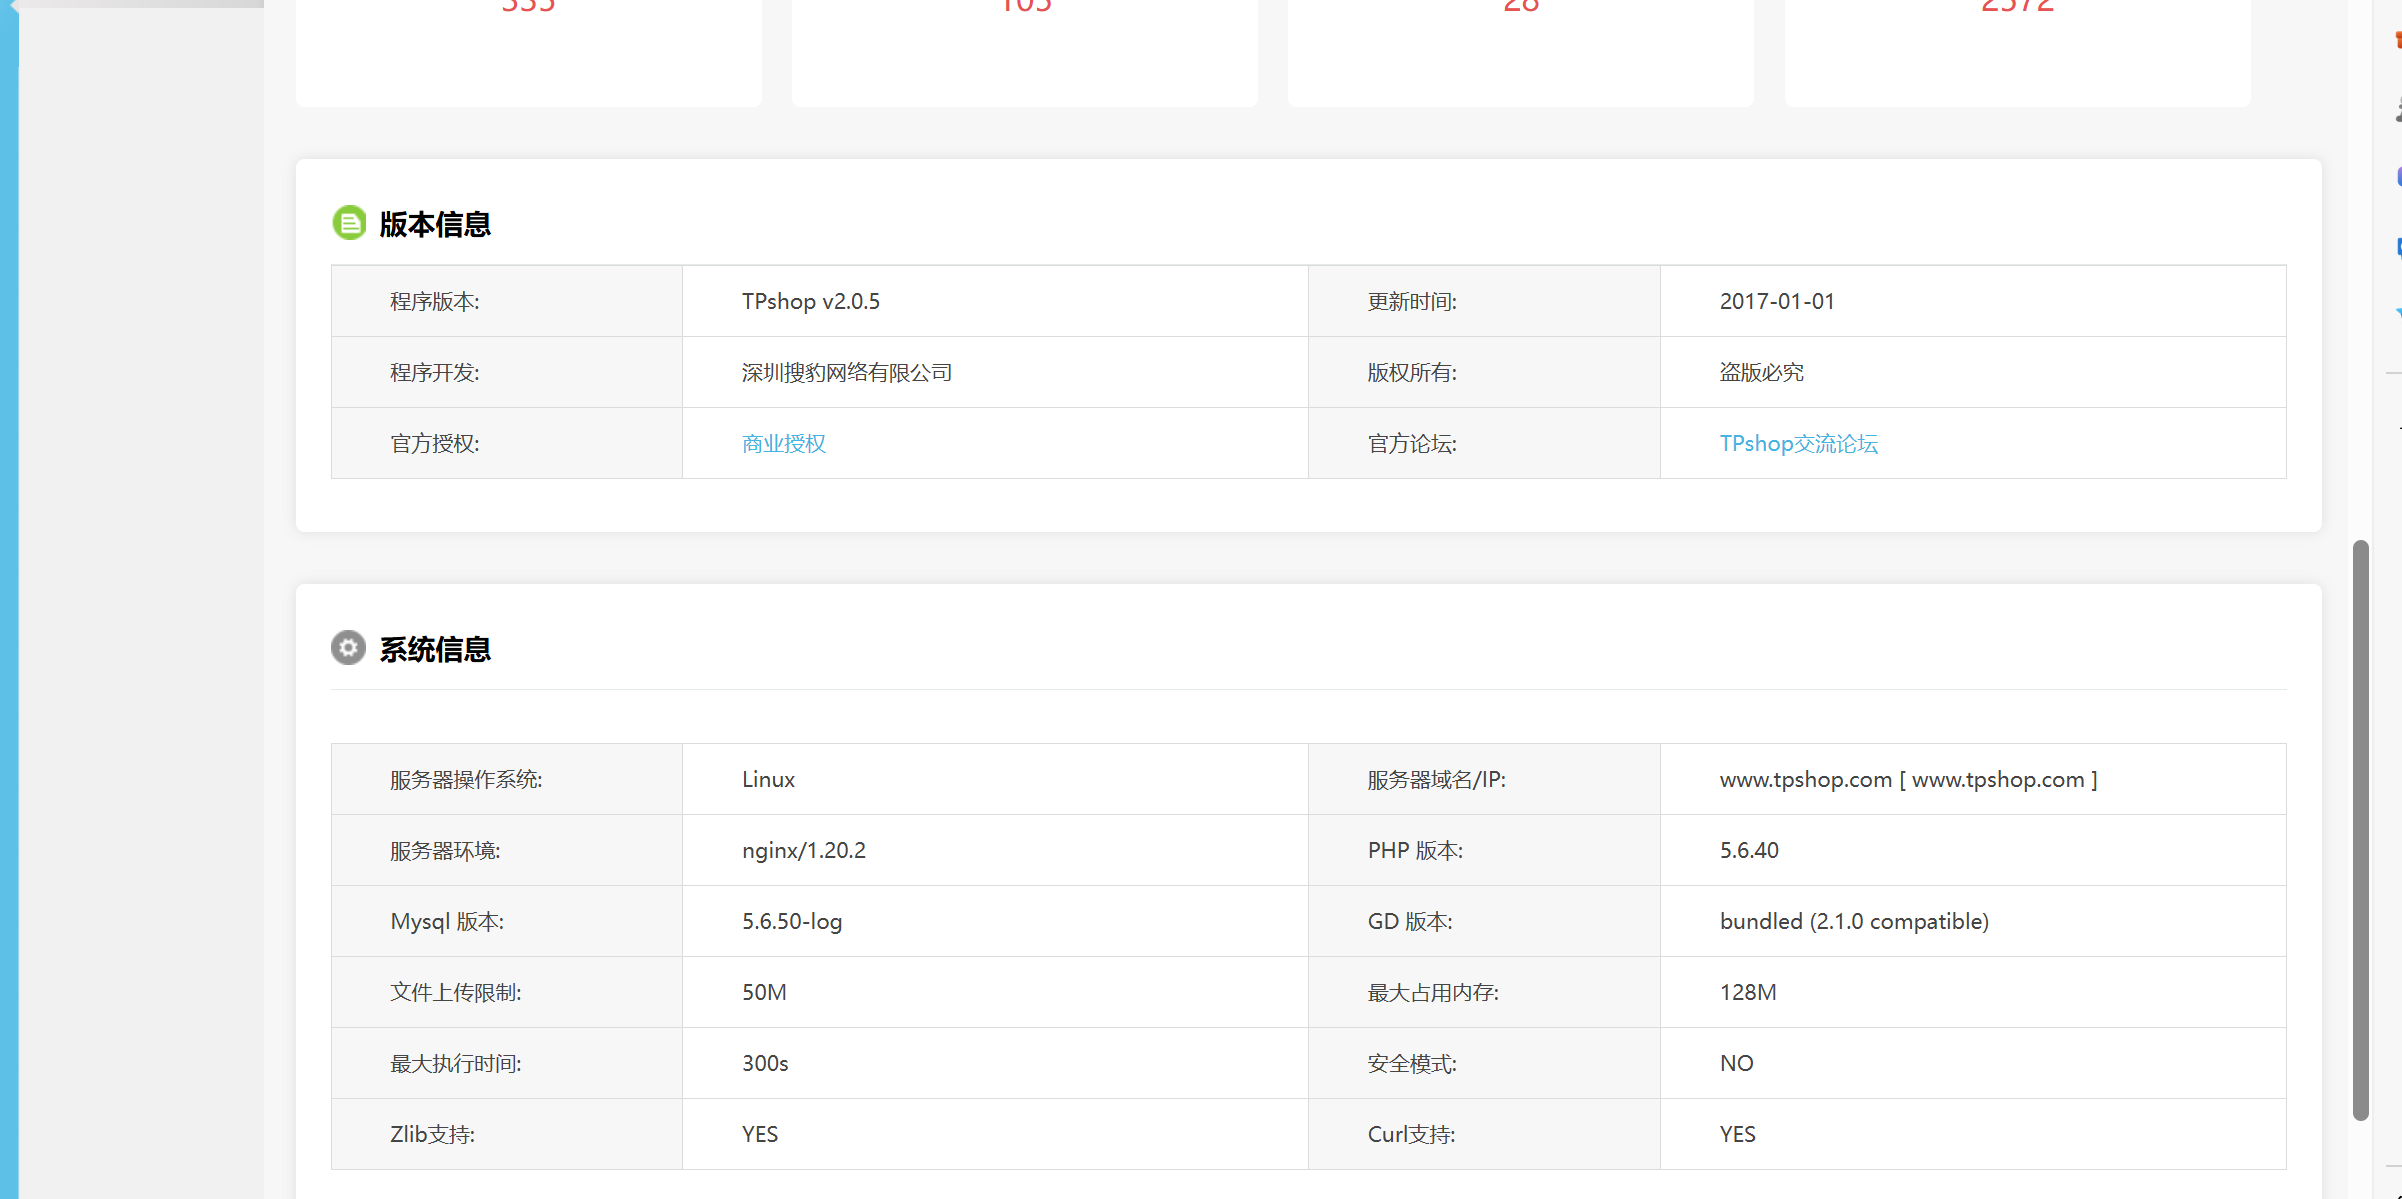 335 105 28 2572
版本信息
程序版本: TPshop v2.0.5 更新时间: 2017-01-01
程序开发: 深圳搜豹网络有限公司 版权所有: 盗版必究
官方授权: 商业授权 官方论坛: TPshop交流论坛
系统信息
服务器操作系统: Linux 服务器域名/IP: www.tpshop.com [ www.tpshop.com ]
服务器环境: nginx/1.20.2 PHP 版本: 5.6.40
Mysql 版本: 5.6.50-log GD 版本: bundled (2.1.0 compatible)
文件上传限制: 50M 最大占用内存: 128M
最大执行时间: 300s 安全模式: NO
Zlib支持: YES Curl支持: YES